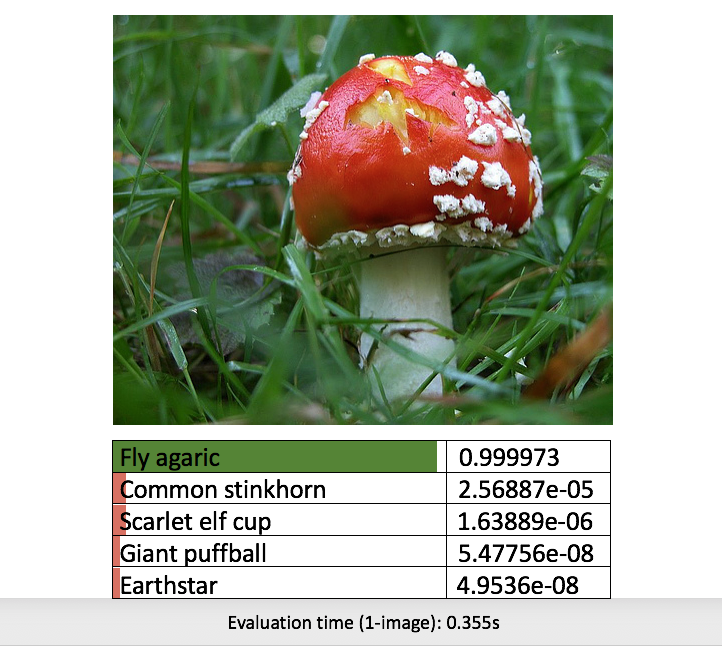 Fly agaric 0.999973
Common stinkhorn 2.56887e-05
Scarlet elf cup 1.63889e-06
Giant puffball 5.47756e-08
Earthstar 4.9536e-08
Evaluation time (1-image): 0.355s